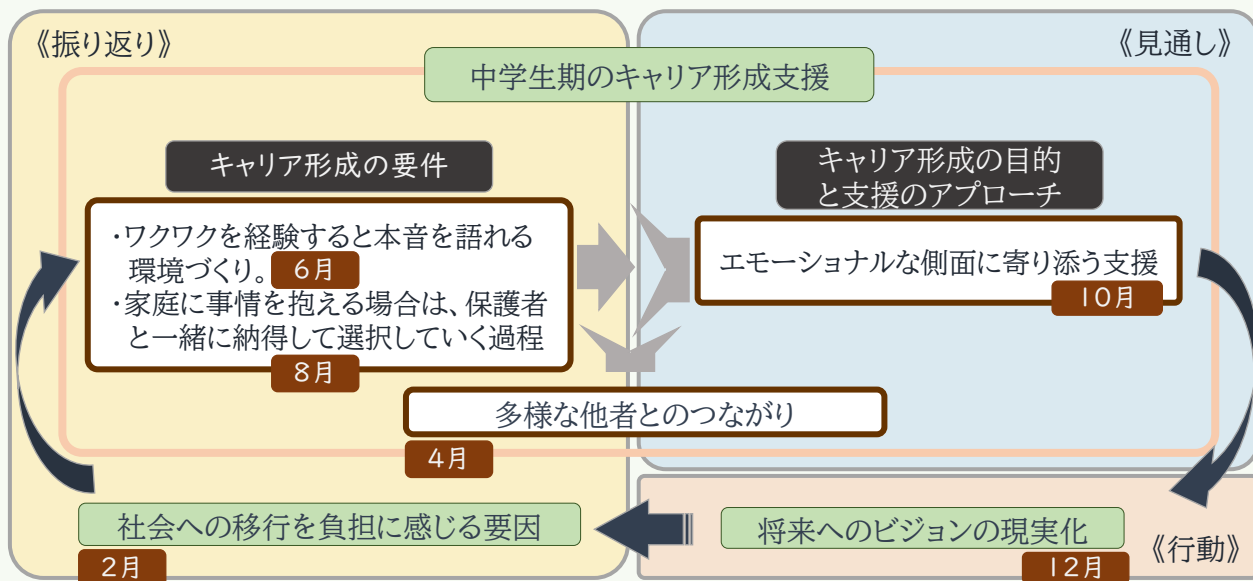 《振り返り》
《見通し》
中学生期のキャリア形成支援
キャリア形成の要件
・ワクワクを経験すると本音を語れる
環境づくり。
6月
・家庭に事情を抱える場合は、保護者
と一緒に納得して選択していく過程
8月
キャリア形成の目的
と支援のアプローチ
エモーショナルな側面に寄り添う支援
10月
多様な他者とのつながり
4月
社会への移行を負担に感じる要因
2月
将来へのビジョンの現実化
12月
《行動》